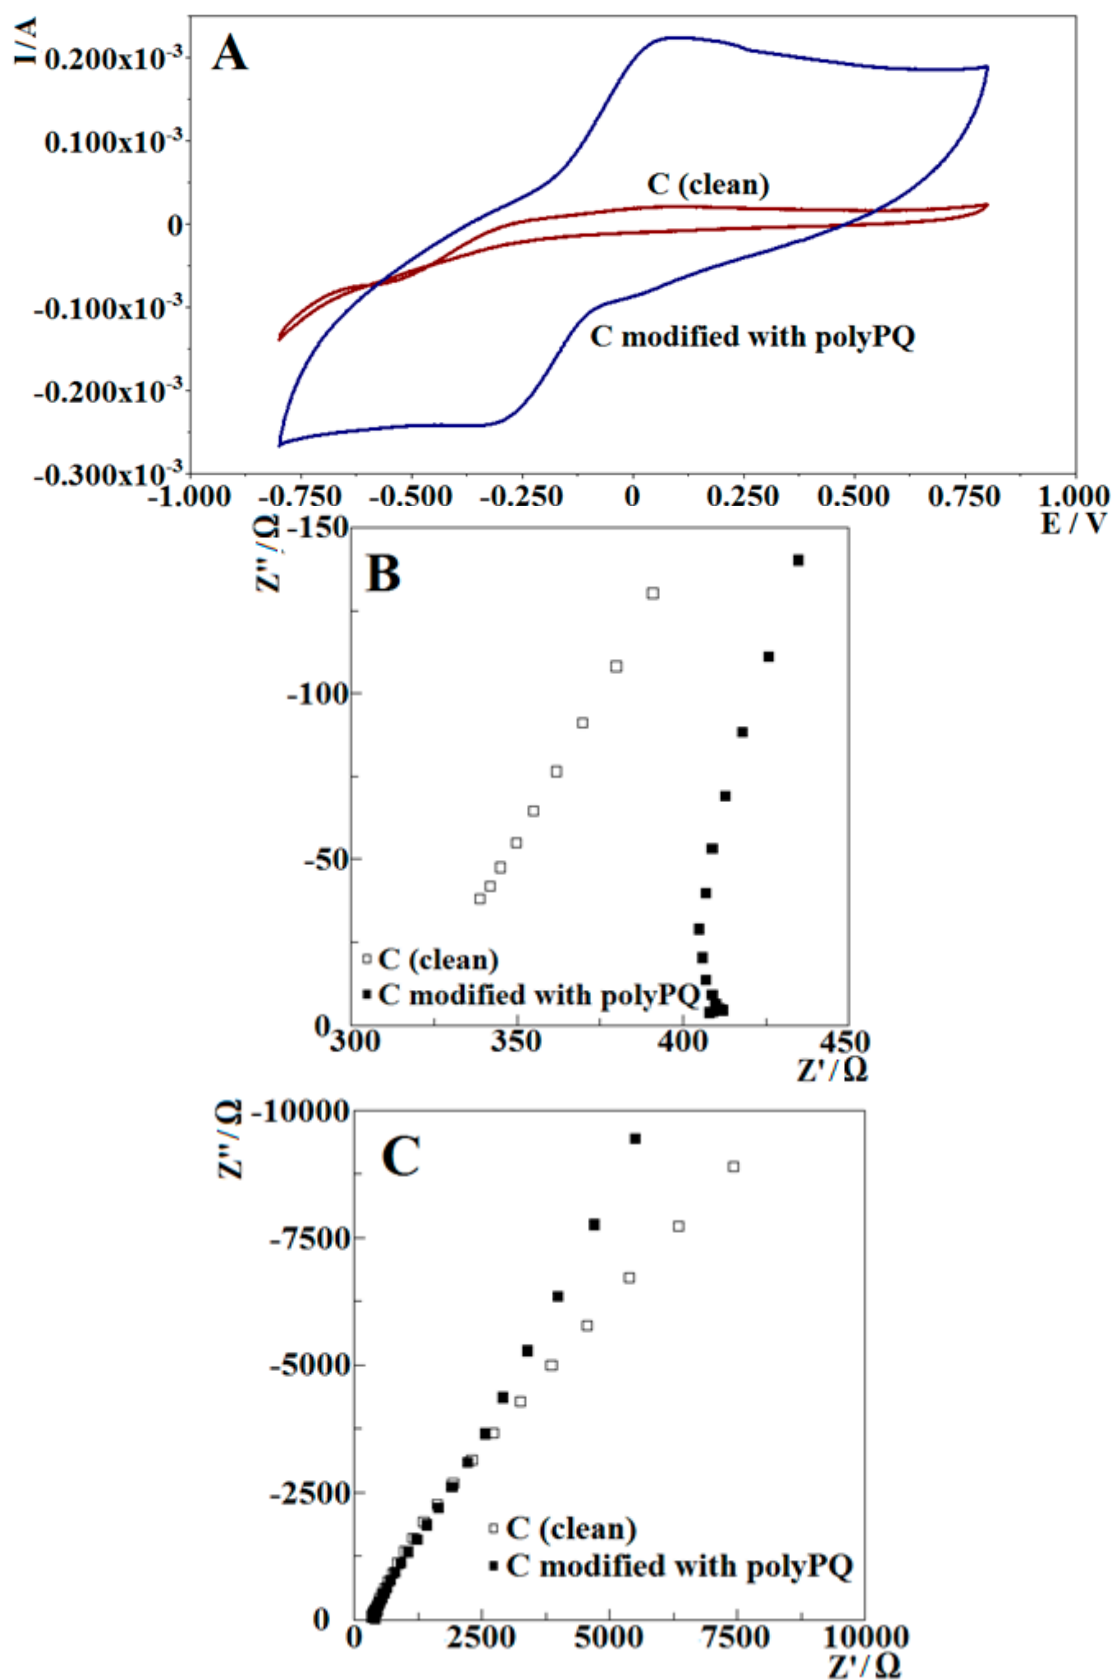 I/A
A
0.200x10-3
0.100x10-3
0
-0.100x10-3
-0.200x10-3
-0.300x10-3
C (clean)
C modified with polyPQ
-1.000 -0.750 -0.500 -0.250 0 0.250 0.500 0.750 1.000
E / V
Z''/Ω
B
-150
-100
-50
0
C (clean)
C modified with polyPQ
300 350 400 450
Z'/Ω
Z''/Ω
C
-10000
-7500
-5000
-2500
0
C (clean)
C modified with polyPQ
0 2500 5000 7500 10000
Z'/Ω